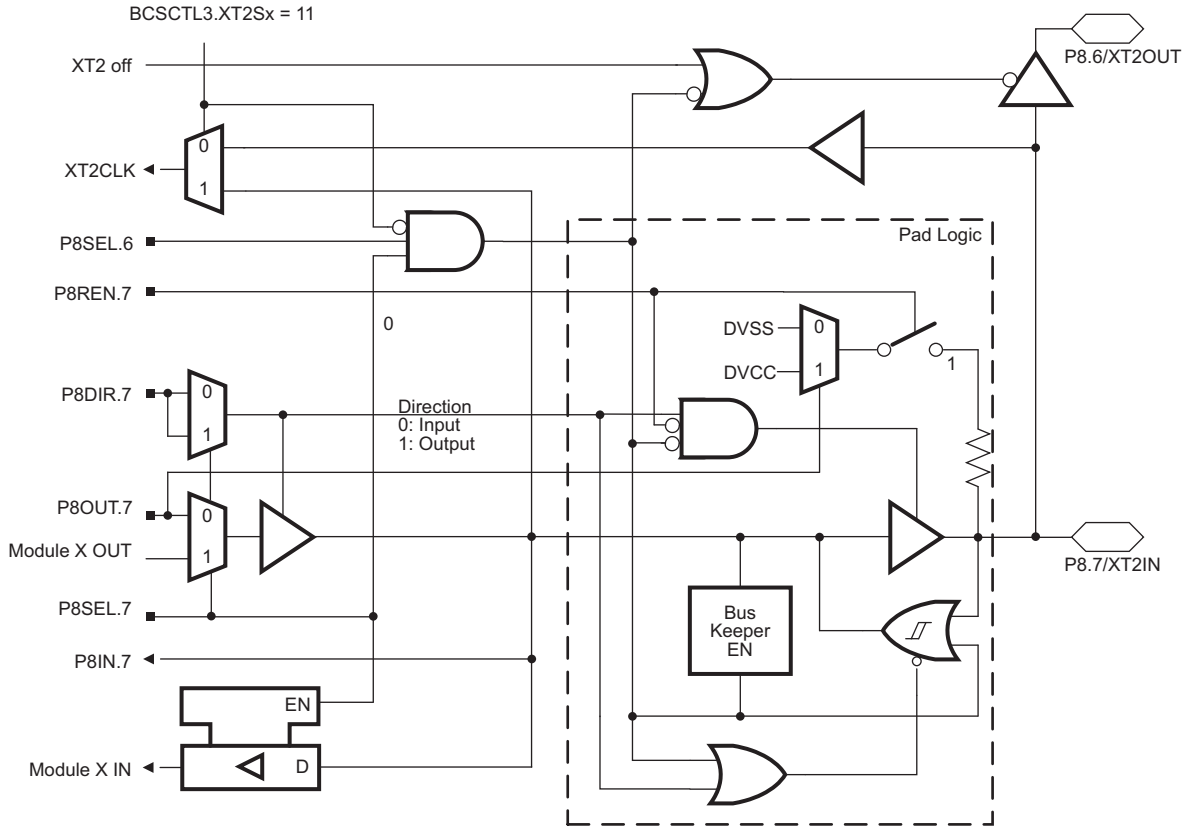 BCSCTL3.XT2Sx = 11
XT2 off
P8.6/XT2OUT
0
XT2CLK
1
P8SEL.6
Pad Logic
P8REN.7
0
DVSS
0
DVCC
1
1
P8DIR.7
0
1
Direction
0: Input
1: Output
P8OUT.7
0
Module X OUT
1
P8.7/XT2IN
P8SEL.7
Bus
Keeper
EN
P8IN.7
EN
Module X IN
D